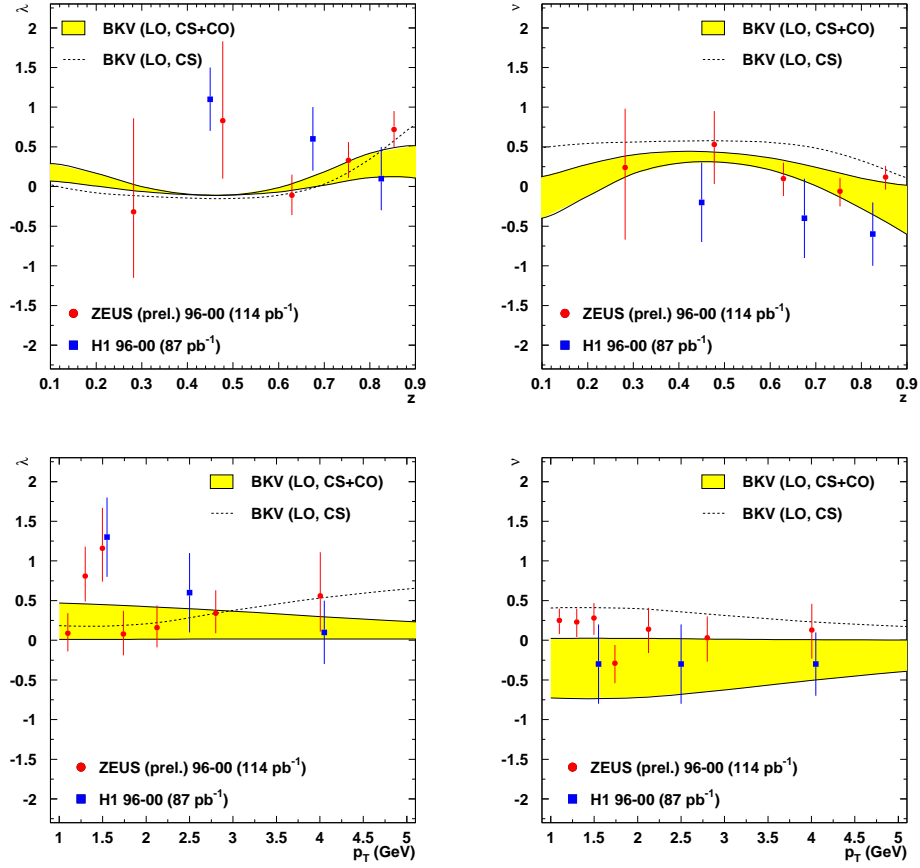 λ
BKV (LO, CS+CO)
BKV (LO, CS)
2
1.5
1
0.5
0
-0.5
-1
-1.5
-2
ZEUS (prel.) 96-00 (114 pb⁻¹)
H1 96-00 (87 pb⁻¹)
0.1 0.2 0.3 0.4 0.5 0.6 0.7 0.8 0.9
z
ν
BKV (LO, CS+CO)
BKV (LO, CS)
2
1.5
1
0.5
0
-0.5
-1
-1.5
-2
ZEUS (prel.) 96-00 (114 pb⁻¹)
H1 96-00 (87 pb⁻¹)
0.1 0.2 0.3 0.4 0.5 0.6 0.7 0.8 0.9
z
λ
BKV (LO, CS+CO)
BKV (LO, CS)
2
1.5
1
0.5
0
-0.5
-1
-1.5
-2
ZEUS (prel.) 96-00 (114 pb⁻¹)
H1 96-00 (87 pb⁻¹)
1 1.5 2 2.5 3 3.5 4 4.5 5
p_T (GeV)
ν
BKV (LO, CS+CO)
BKV (LO, CS)
2
1.5
1
0.5
0
-0.5
-1
-1.5
-2
ZEUS (prel.) 96-00 (114 pb⁻¹)
H1 96-00 (87 pb⁻¹)
1 1.5 2 2.5 3 3.5 4 4.5 5
p_T (GeV)